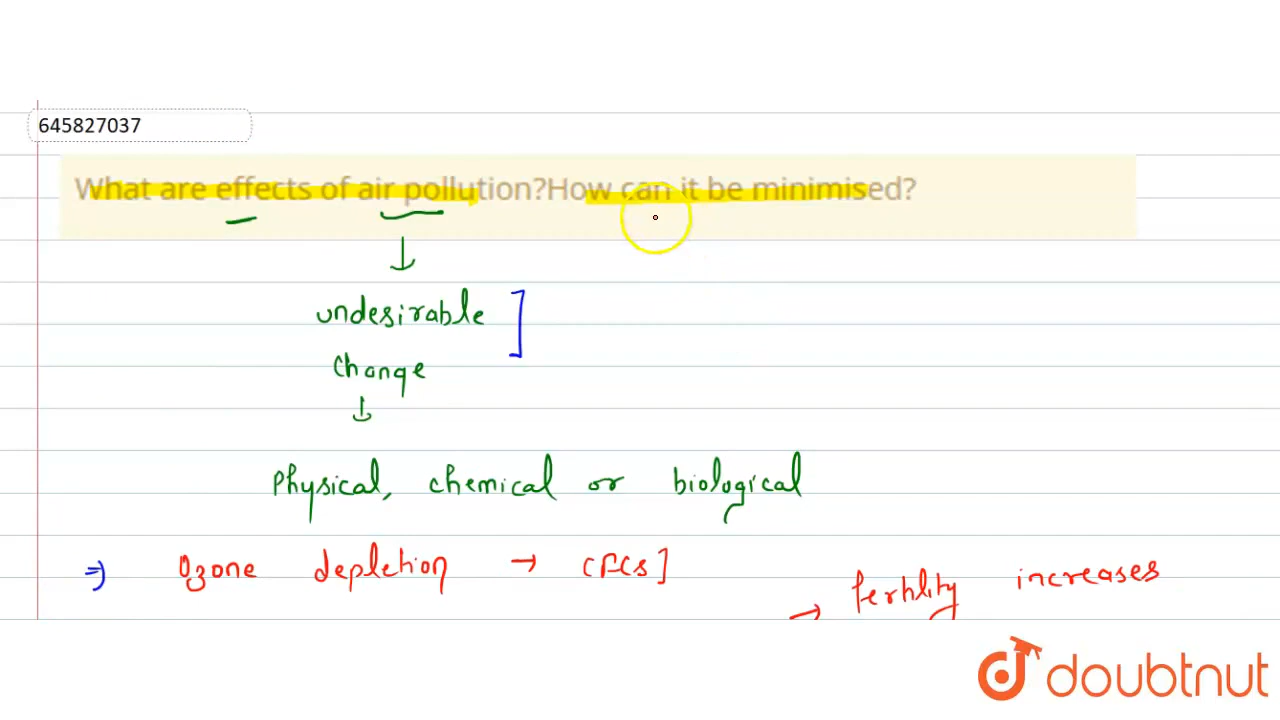 645827037
What are effects of air pollution?How can it be minimised?
undesirable
change
physical, chemical or biological
⇒ Ozone depletion → CFCs]
→ fertility increases
doubtnut